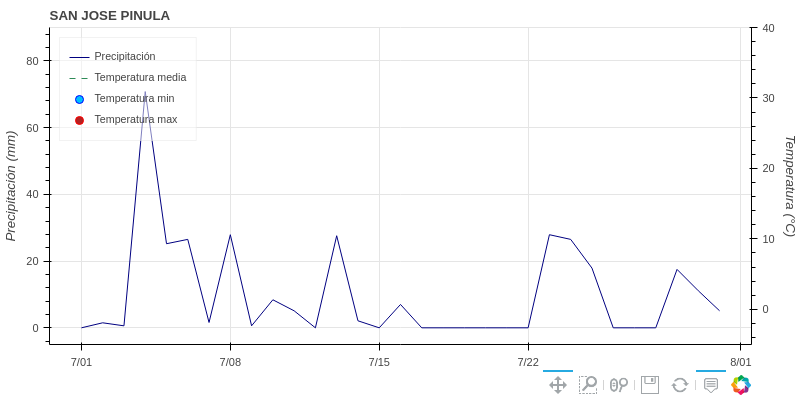 SAN JOSE PINULA
Precipitación
Temperatura media
Temperatura min
Temperatura max
Precipitación (mm)
80
60
40
20
0
40
30
20
10
0
Temperatura (°C)
7/01
7/08
7/15
7/22
8/01